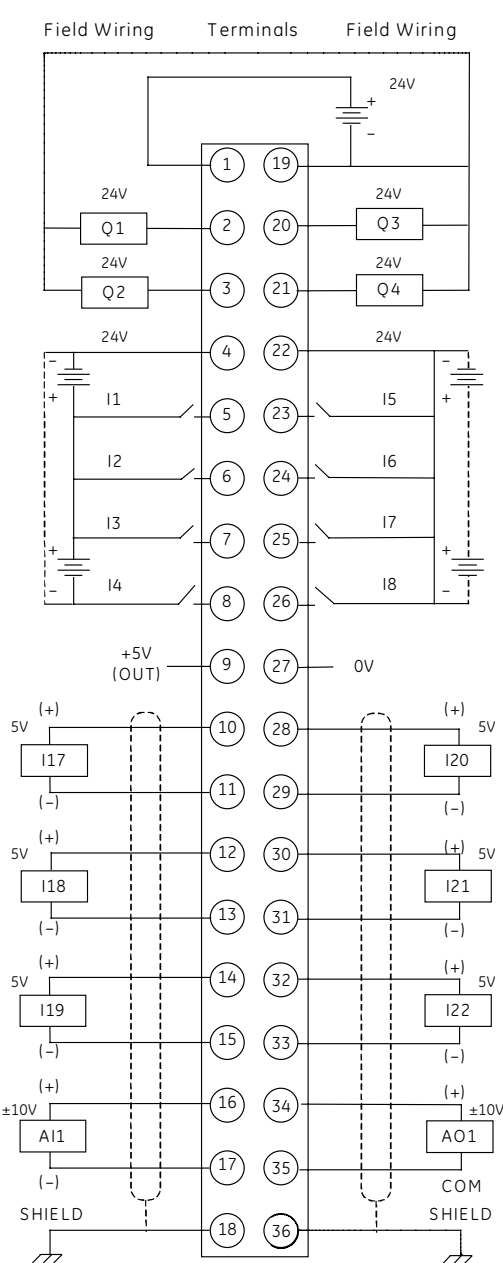 Field Wiring Terminals Field Wiring
24V
+
–
1 19
24V 24V
Q1 2 20 Q3
24V 24V
Q2 3 21 Q4
24V 4 22 24V
– –
+ +
I1 5 23 I5
I2 6 24 I6
I3 7 25 I7
+ +
– –
I4 8 26 I8
+5V
(OUT) 9 27 0V
(+) (+)
5V 10 28 5V
I17 I20
(–) 11 29 (–)
(+) 12 30 (+)
5V 5V
I18 I21
(–) 13 31 (–)
(+) (+)
5V 14 32 5V
I19 I22
(–) 15 33 (–)
(+) (+)
±10V 16 34 ±10V
AI1 AO1
(–) 17 35 COM
SHIELD SHIELD
18 36